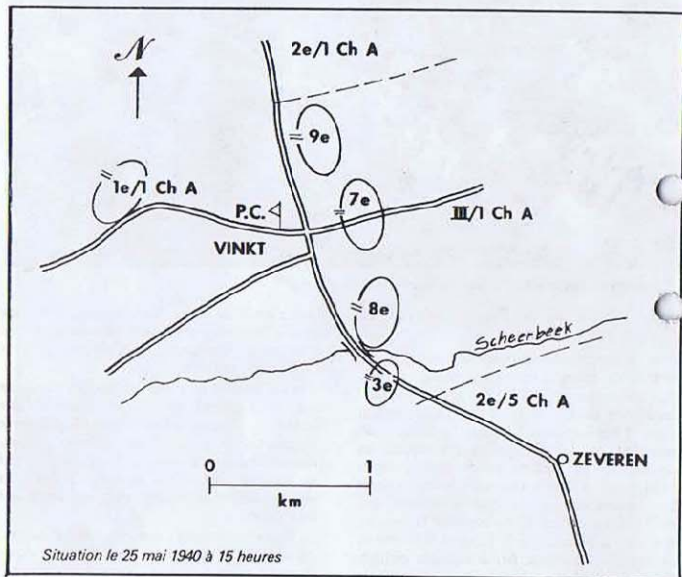 N
2e/1 Ch A
9e
1e/1 Ch A
7e
P.C.
III/1 Ch A
VINKT
8e
Scheerbeek
3e
2e/5 Ch A
ZEVEREN
0 1
km
Situation le 25 mai 1940 à 15 heures